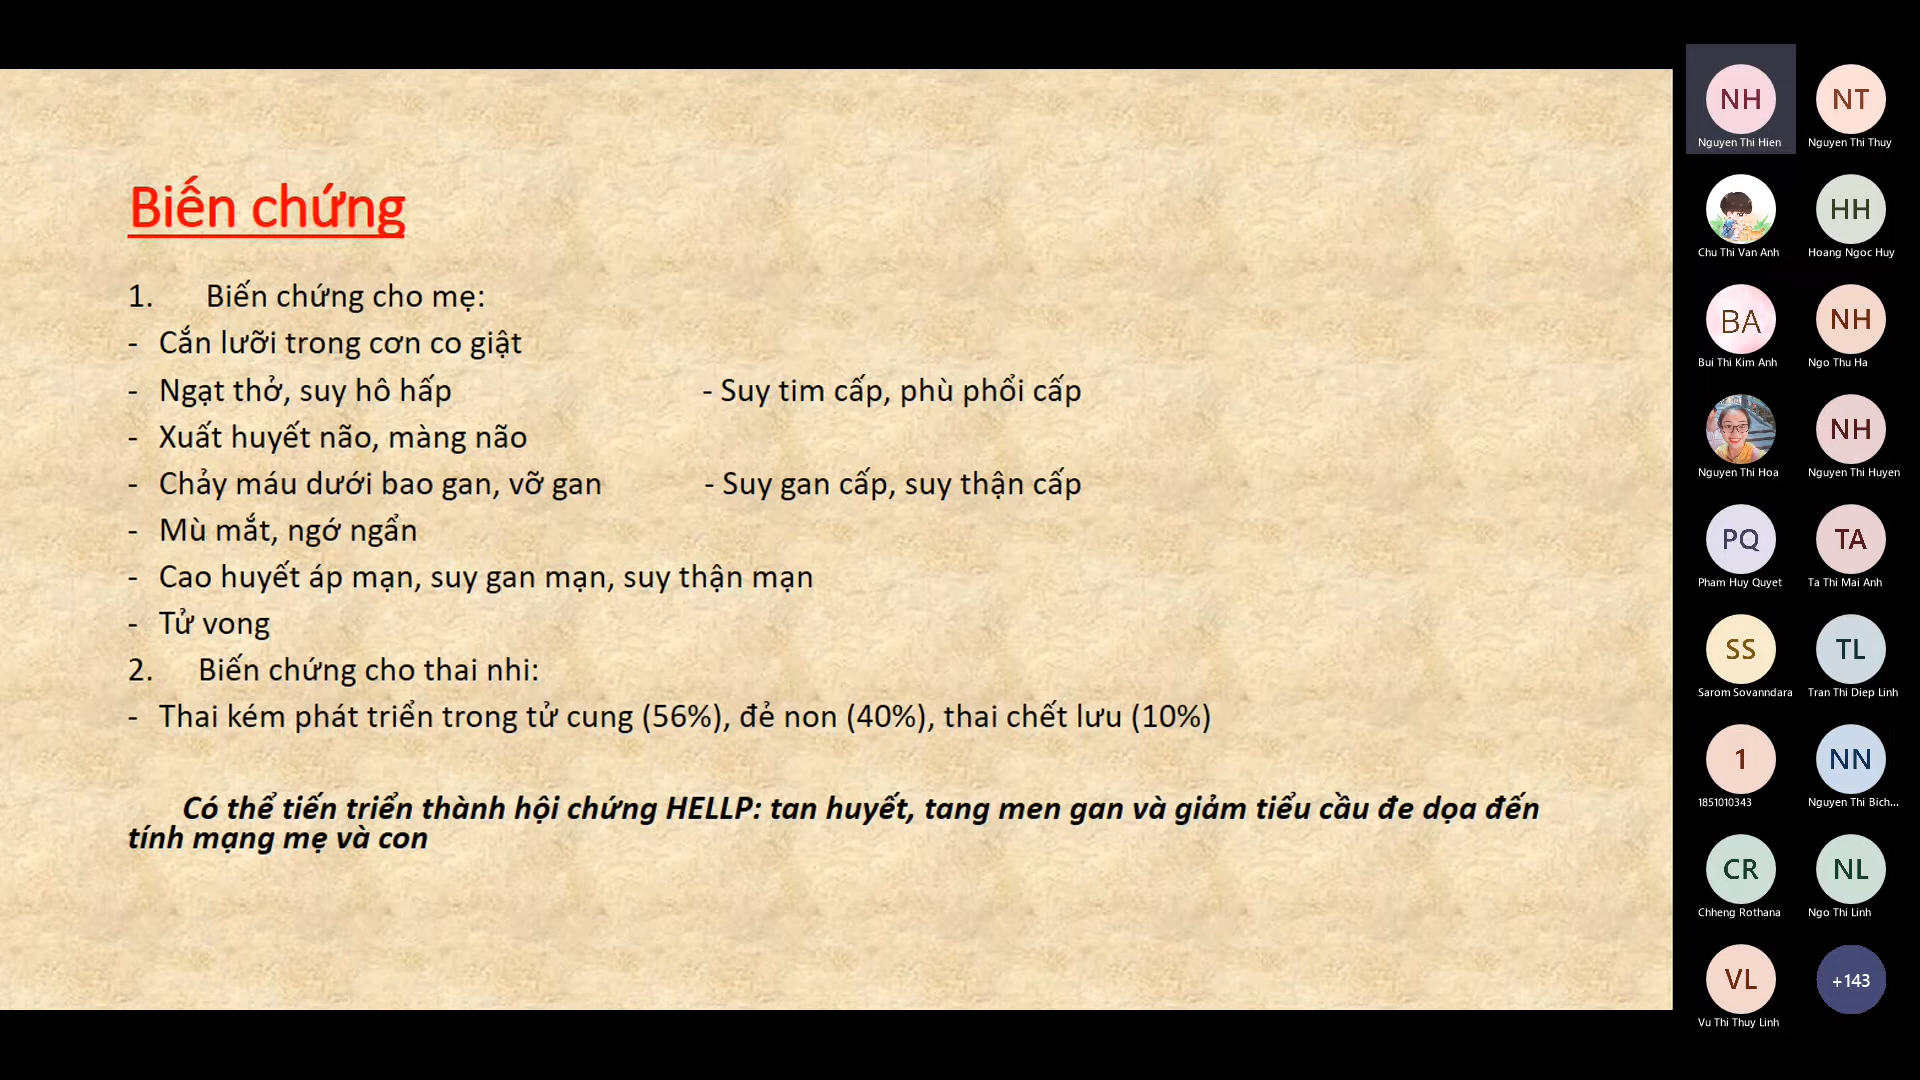 Biến chứng
1. Biến chứng cho mẹ:
- Cắn lưỡi trong cơn co giật
- Ngạt thở, suy hô hấp - Suy tim cấp, phù phổi cấp
- Xuất huyết não, màng não
- Chảy máu dưới bao gan, vỡ gan - Suy gan cấp, suy thận cấp
- Mù mắt, ngớ ngẩn
- Cao huyết áp mạn, suy gan mạn, suy thận mạn
- Tử vong
2. Biến chứng cho thai nhi:
- Thai kém phát triển trong tử cung (56%), đẻ non (40%), thai chết lưu (10%)
Có thể tiến triển thành hội chứng HELLP: tan huyết, tang men gan và giảm tiểu cầu đe dọa đến
tính mạng mẹ và con
NH NT
Nguyen Thi Hien Nguyen Thi Thuy
HH
Chu Thi Van Anh Hoang Ngoc Huy
BA NH
Bui Thi Kim Anh Ngo Thu Ha
NH
Nguyen Thi Hoa Nguyen Thi Huyen
PQ TA
Pham Huy Quyet Ta Thi Mai Anh
SS TL
Sarom Sovanndara Tran Thi Diep Linh
1 NN
1851010343 Nguyen Thi Bich...
CR NL
Chheng Rothana Ngo Thi Linh
VL +143
Vu Thi Thuy Linh